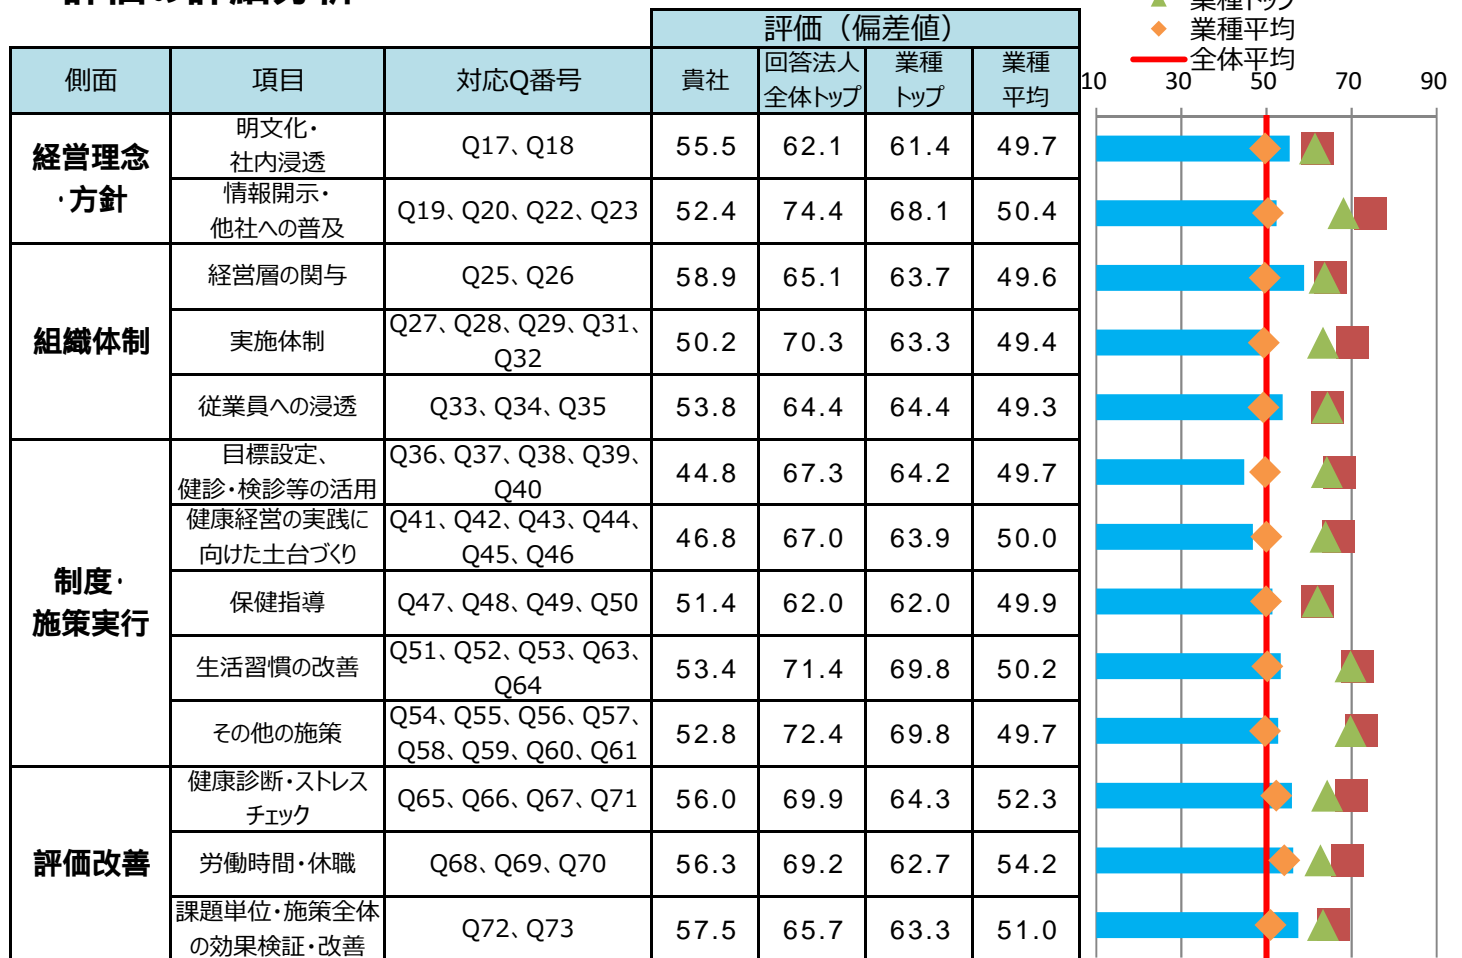 評価の詳細分析
業種トップ
業種平均
全体平均
評価（偏差値）
側面 項目 対応Q番号 貴社 回答法人 全体トップ 業種 トップ 業種 平均
10 30 50 70 90
経営理念
・方針
明文化・
社内浸透
Q17、Q18 55.5 62.1 61.4 49.7
情報開示・
他社への普及
Q19、Q20、Q22、Q23 52.4 74.4 68.1 50.4
組織体制
経営層の関与 Q25、Q26 58.9 65.1 63.7 49.6
実施体制
Q27、Q28、Q29、Q31、
Q32
50.2 70.3 63.3 49.4
従業員への浸透 Q33、Q34、Q35 53.8 64.4 64.4 49.3
制度・
施策実行
目標設定、
健診・検診等の活用
Q36、Q37、Q38、Q39、
Q40
44.8 67.3 64.2 49.7
健康経営の実践に
向けた土台づくり
Q41、Q42、Q43、Q44、
Q45、Q46
46.8 67.0 63.9 50.0
保健指導 Q47、Q48、Q49、Q50 51.4 62.0 62.0 49.9
生活習慣の改善
Q51、Q52、Q53、Q63、
Q64
53.4 71.4 69.8 50.2
その他の施策
Q54、Q55、Q56、Q57、
Q58、Q59、Q60、Q61
52.8 72.4 69.8 49.7
評価改善
健康診断・ストレス
チェック
Q65、Q66、Q67、Q71 56.0 69.9 64.3 52.3
労働時間・休職 Q68、Q69、Q70 56.3 69.2 62.7 54.2
課題単位・施策全体
の効果検証・改善
Q72、Q73 57.5 65.7 63.3 51.0